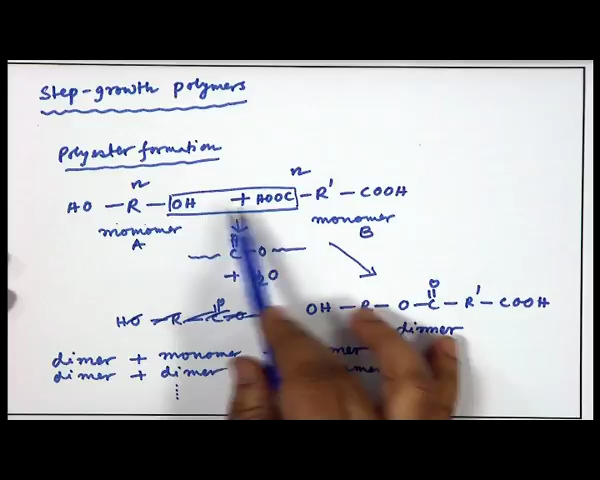 Step-growth polymers
Polyester formation
n n
HO - R - OH + HOOC - R' - COOH
monomer monomer
A B
O
C - O
+ H2O
O O
HO - R - C - O OH - R - O - C - R' - COOH
dimer
dimer + monomer
dimer + dimer